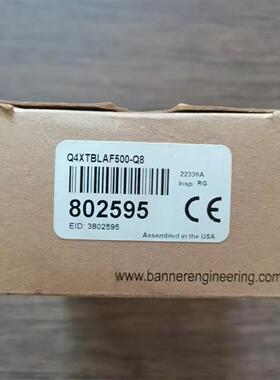 Q4XTBLAF500-Q8
22336A
Insp. RG
802595
CE
EID: 3802595
Assembled in the USA
www.bannerengineering.com